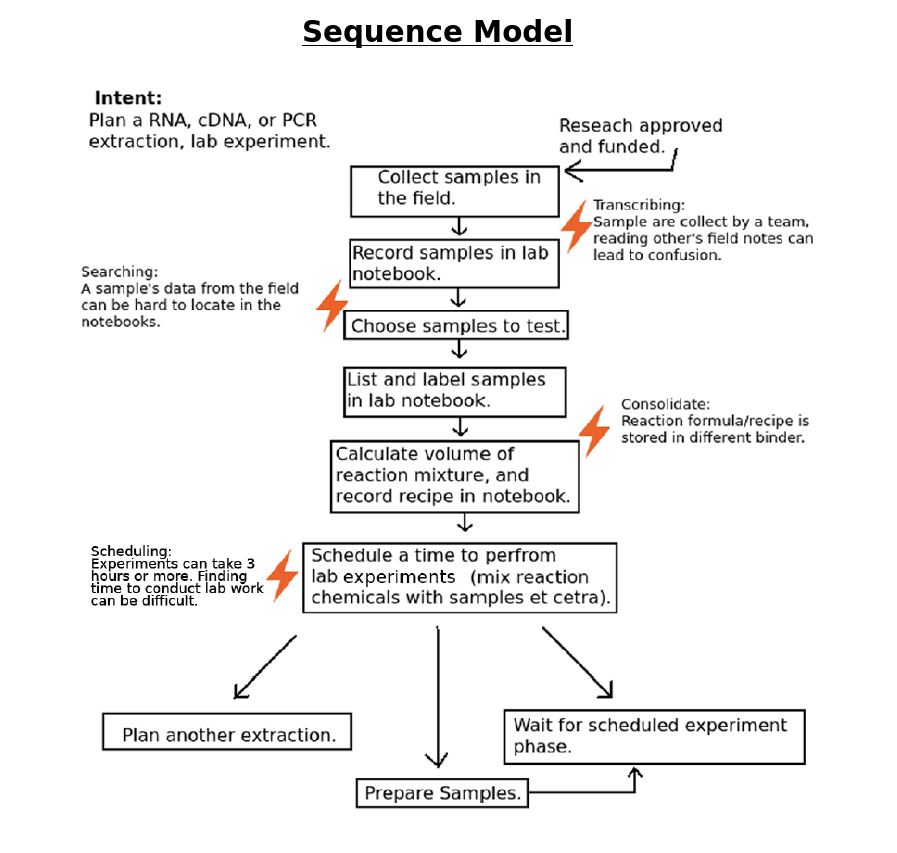 Sequence Model
Intent:
Plan a RNA, cDNA, or PCR
extraction, lab experiment.
Reseach approved
and funded.
Collect samples in
the field.
Transcribing:
Sample are collect by a team,
reading other's field notes can
lead to confusion.
Record samples in lab
notebook.
Searching:
A sample's data from the field
can be hard to locate in the
notebooks.
Choose samples to test.
List and label samples
in lab notebook.
Consolidate:
Reaction formula/recipe is
stored in different binder.
Calculate volume of
reaction mixture, and
record recipe in notebook.
Scheduling:
Experiments can take 3
hours or more. Finding
time to conduct lab work
can be difficult.
Schedule a time to perfrom
lab experiments (mix reaction
chemicals with samples et cetra).
Plan another extraction.
Wait for scheduled experiment
phase.
Prepare Samples.